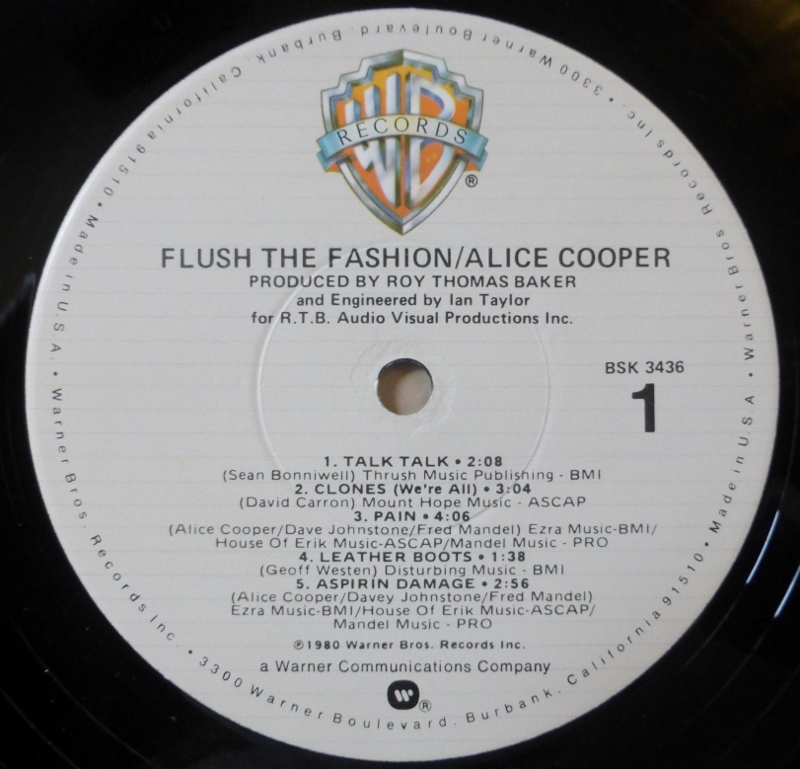 WB
RECORDS
®
FLUSH THE FASHION/ALICE COOPER
PRODUCED BY ROY THOMAS BAKER
and Engineered by Ian Taylor
for R.T.B. Audio Visual Productions Inc.
BSK 3436
1
1. TALK TALK • 2:08
(Sean Bonniwell) Thrush Music Publishing - BMI
2. CLONES (We're All) • 3:04
(David Carron) Mount Hope Music - ASCAP
3. PAIN • 4:06
(Alice Cooper/Dave Johnstone/Fred Mandel) Ezra Music-BMI/
House Of Erik Music-ASCAP/Mandel Music - PRO
4. LEATHER BOOTS • 1:38
(Geoff Westen) Disturbing Music - BMI
5. ASPIRIN DAMAGE • 2:56
(Alice Cooper/Davey Johnstone/Fred Mandel)
Ezra Music-BMI/House Of Erik Music-ASCAP/
Mandel Music - PRO
℗1980 Warner Bros. Records Inc.
a Warner Communications Company
®
Warner Bros. Records Inc. • 3300 Warner Boulevard, Burbank, California 91510 • Made in U.S.A. • Warner Bros. Records Inc. • 3300 Warner Boulevard, Burbank, California 91510 • Made in U.S.A. •